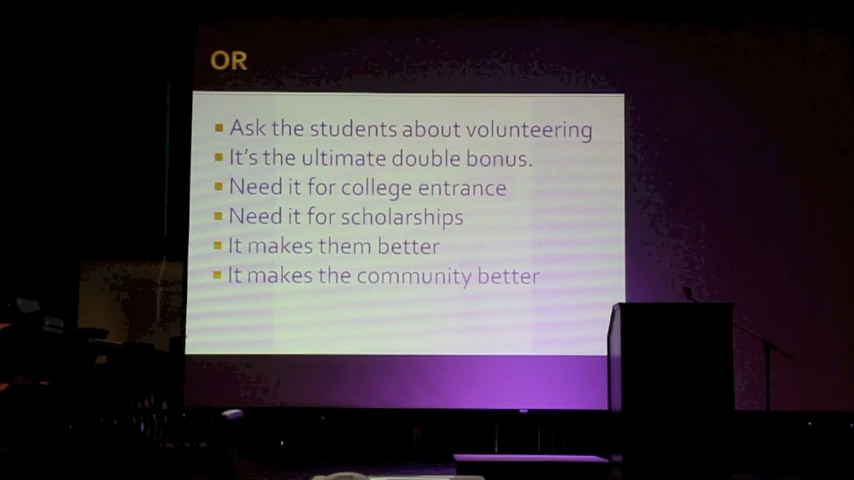 OR
Ask the students about volunteering
It's the ultimate double bonus.
Need it for college entrance
Need it for scholarships
It makes them better
It makes the community better